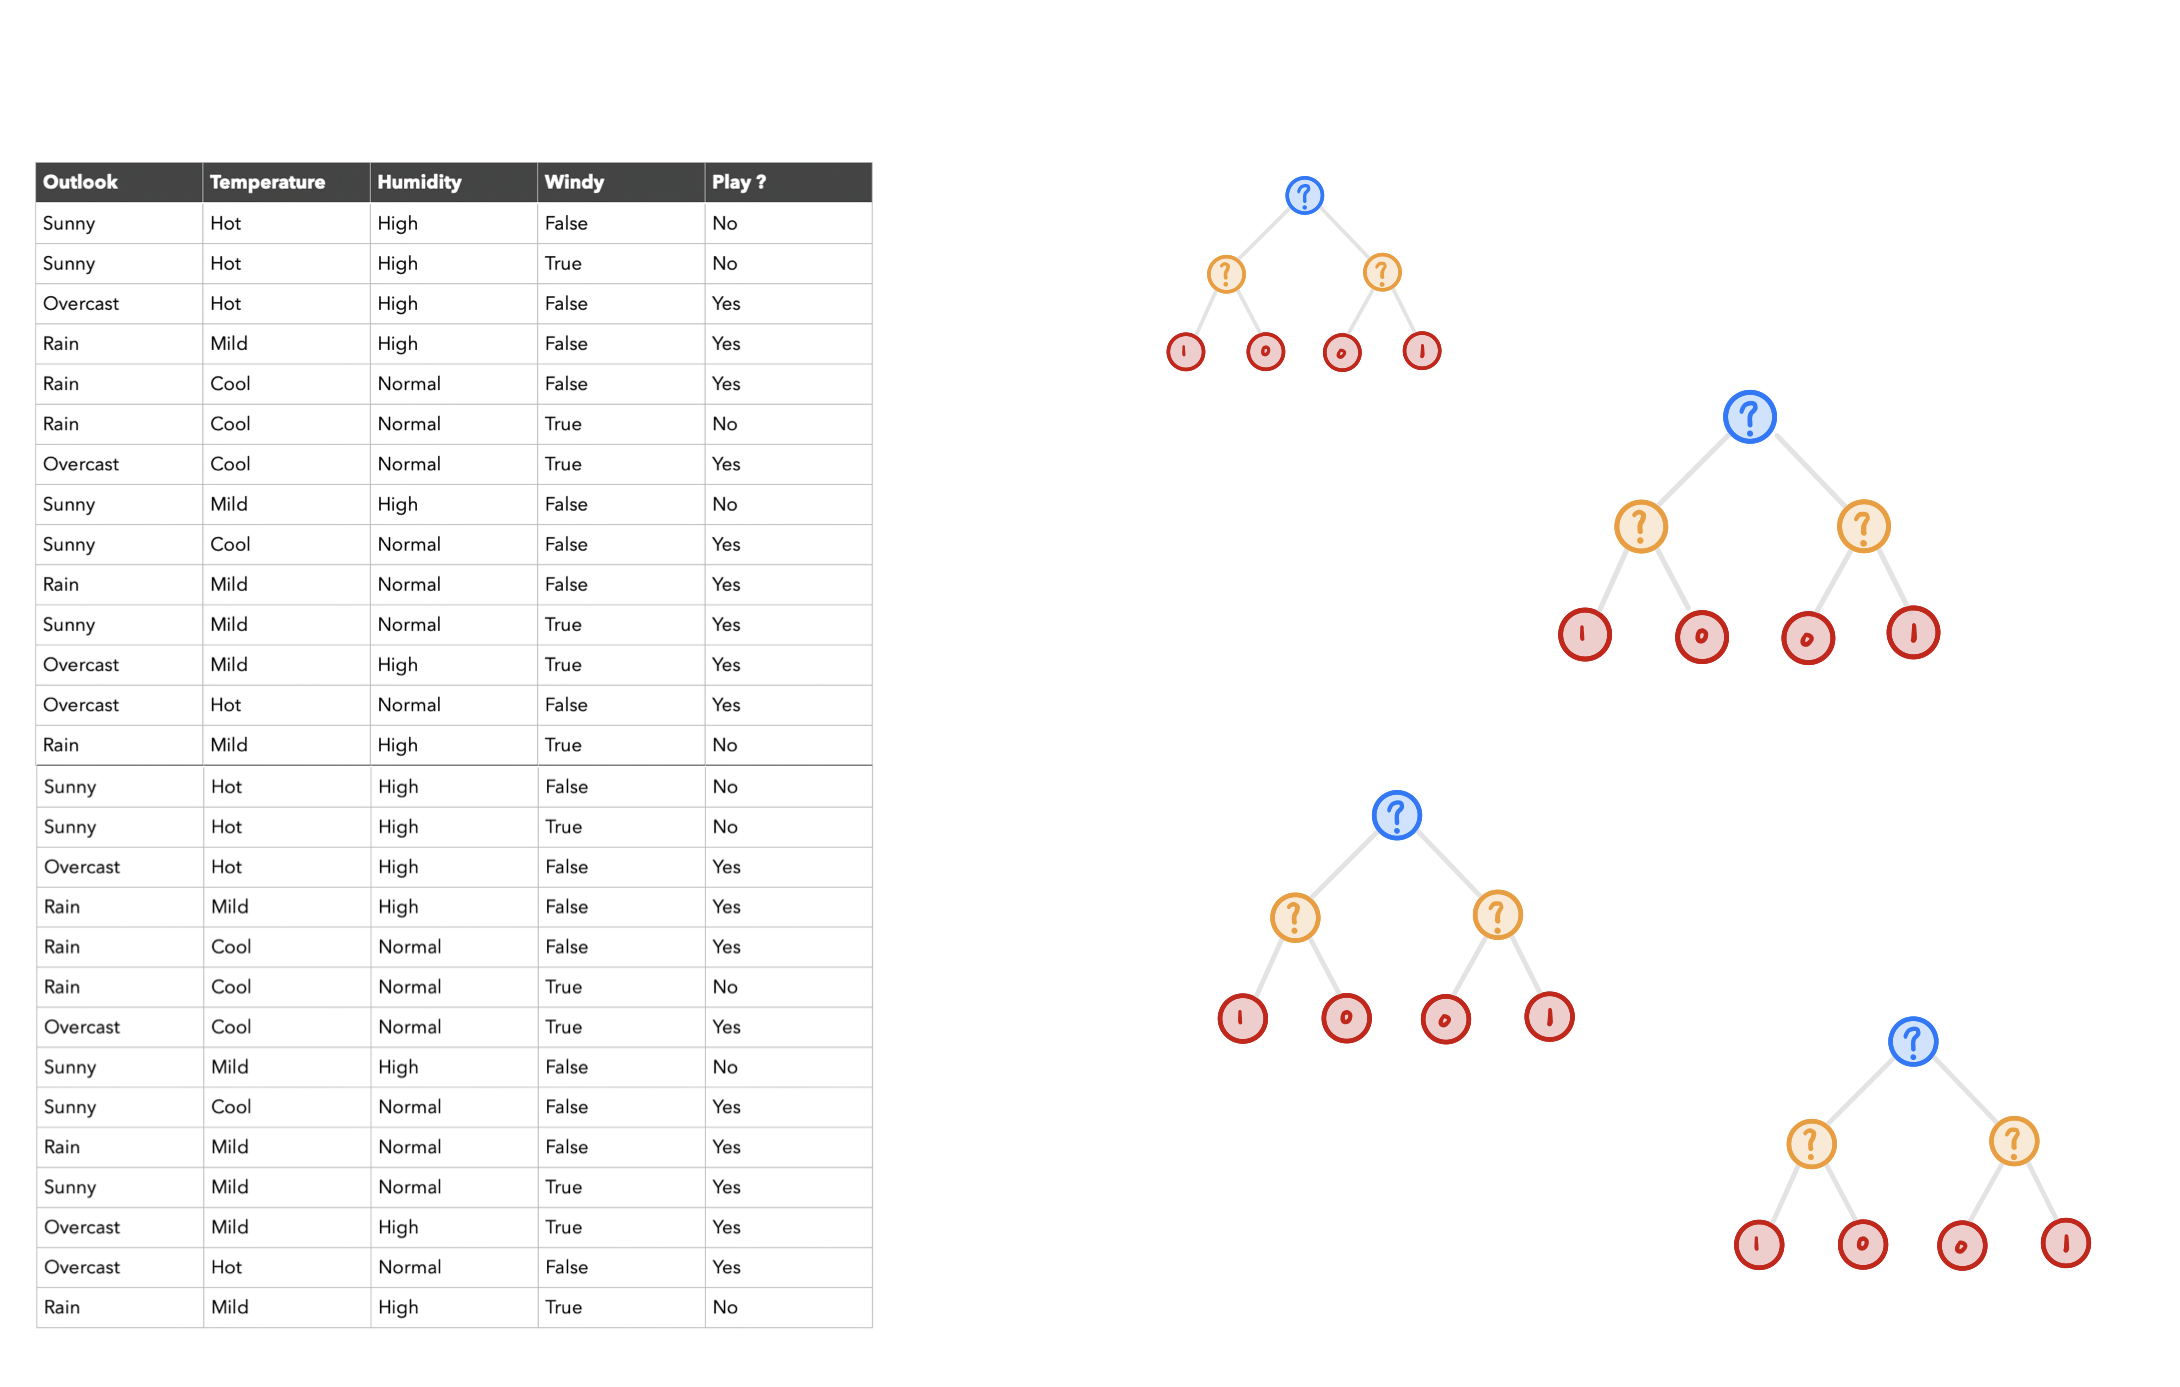 Outlook Temperature Humidity Windy Play ?
Sunny Hot High False No
Sunny Hot High True No
Overcast Hot High False Yes
Rain Mild High False Yes
Rain Cool Normal False Yes
Rain Cool Normal True No
Overcast Cool Normal True Yes
Sunny Mild High False No
Sunny Cool Normal False Yes
Rain Mild Normal False Yes
Sunny Mild Normal True Yes
Overcast Mild High True Yes
Overcast Hot Normal False Yes
Rain Mild High True No
Sunny Hot High False No
Sunny Hot High True No
Overcast Hot High False Yes
Rain Mild High False Yes
Rain Cool Normal False Yes
Rain Cool Normal True No
Overcast Cool Normal True Yes
Sunny Mild High False No
Sunny Cool Normal False Yes
Rain Mild Normal False Yes
Sunny Mild Normal True Yes
Overcast Mild High True Yes
Overcast Hot Normal False Yes
Rain Mild High True No
?
? ?
1 0 0 1
?
? ?
1 0 0 1
?
? ?
1 0 0 1
?
? ?
1 0 0 1